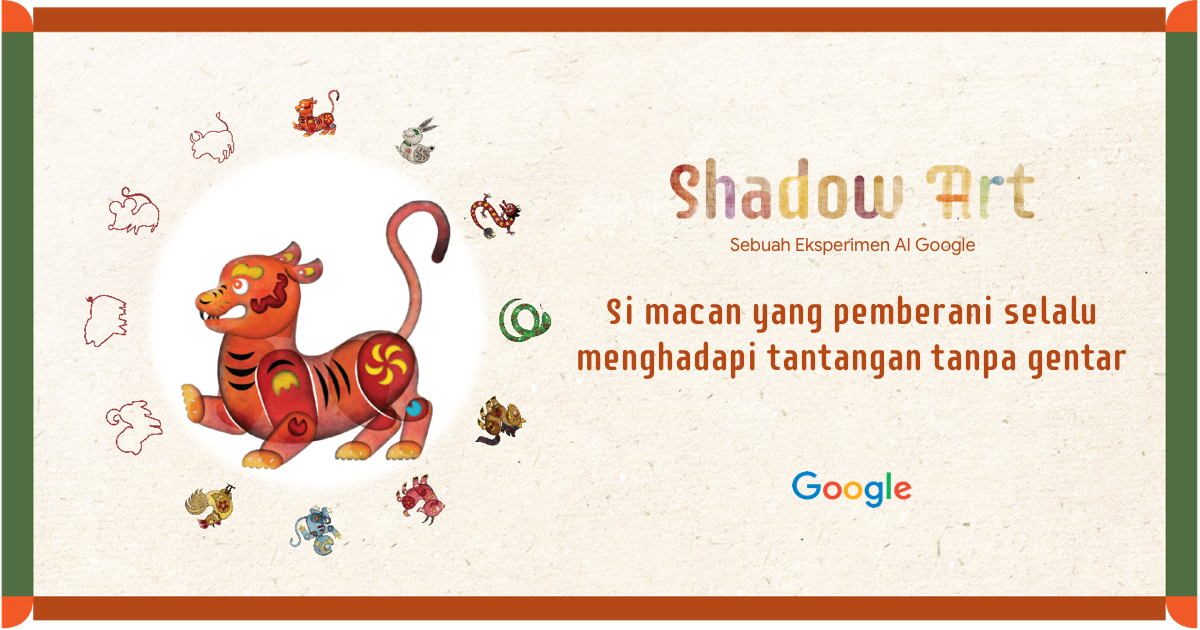 Shadow Art
Sebuah Eksperimen AI Google
Si macan yang pemberani selalu
menghadapi tantangan tanpa gentar
Google